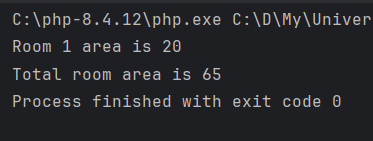 C:\php-8.4.12\php.exe C:\D\My\Univer
Room 1 area is 20
Total room area is 65
Process finished with exit code 0